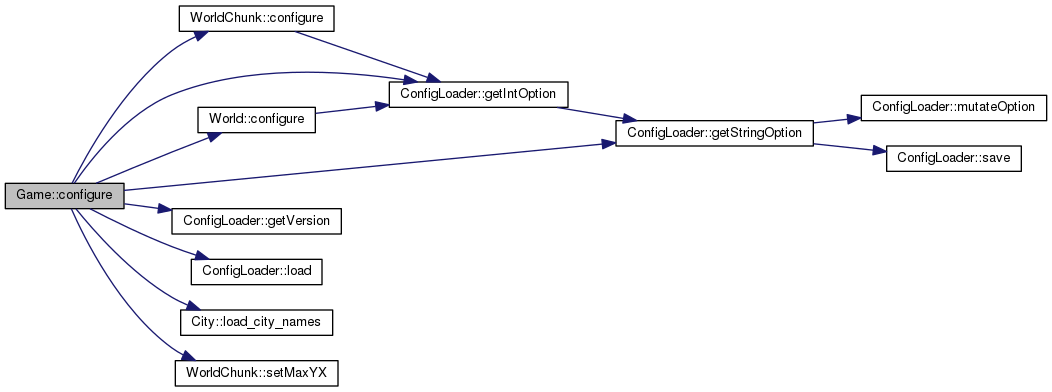 WorldChunk::configure
ConfigLoader::getIntOption
ConfigLoader::mutateOption
World::configure
ConfigLoader::getStringOption
ConfigLoader::save
Game::configure
ConfigLoader::getVersion
ConfigLoader::load
City::load_city_names
WorldChunk::setMaxYX